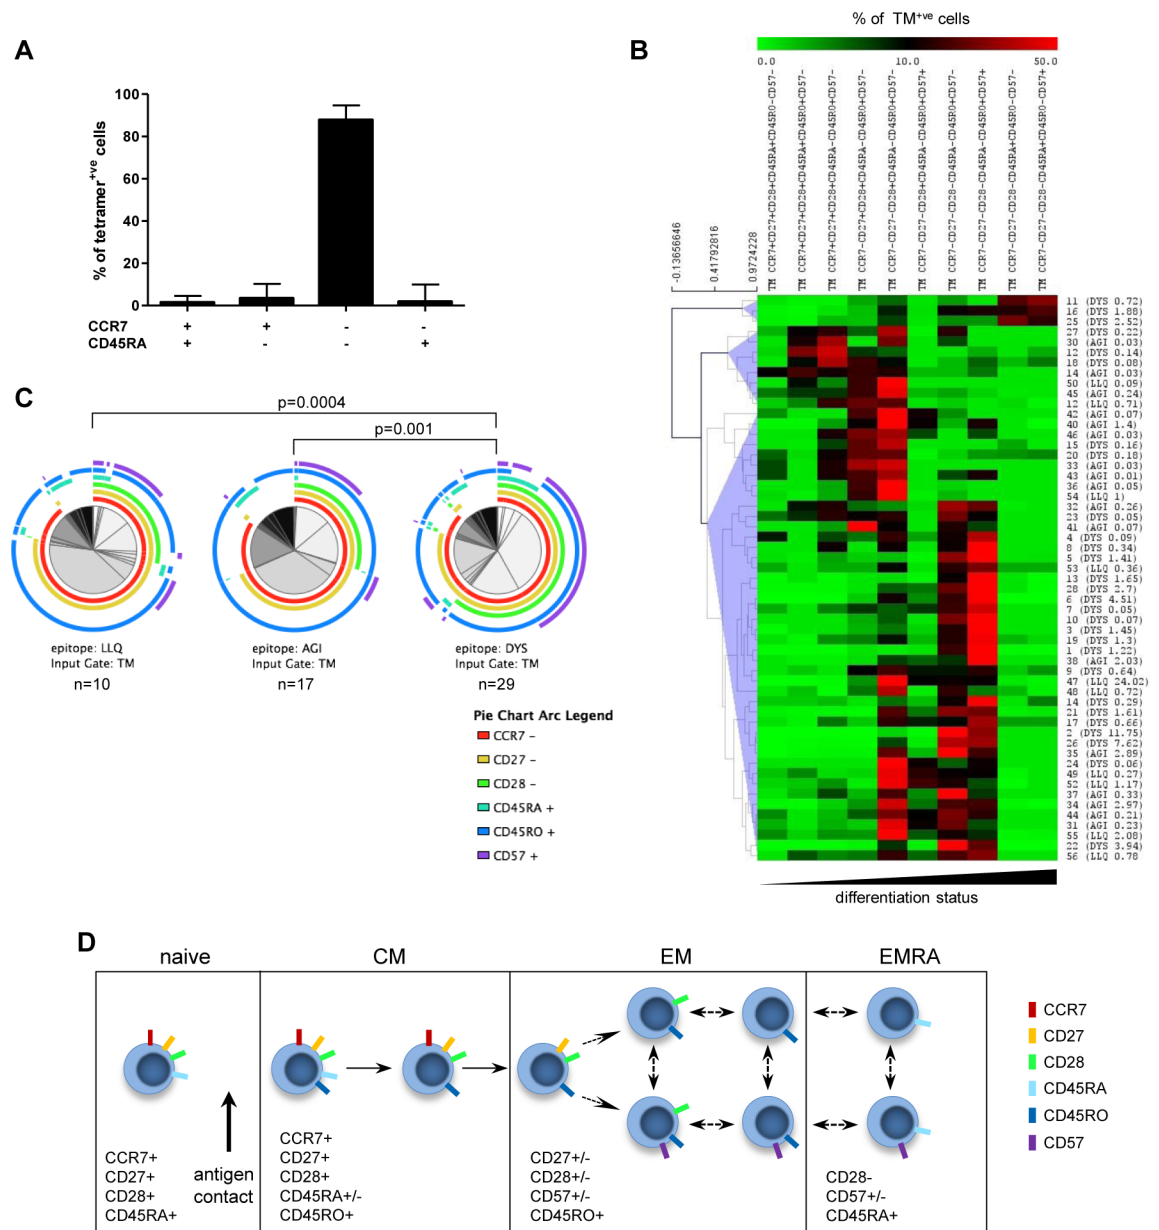 A
% of tetramer+ve cells
100
80
60
40
20
0
CCR7 + + - -
CD45RA + - - +
B
% of TM+ve cells
0.0 10.0 50.0
-0.13656646
0.41792816
0.9724228
TM CCR7+CD27+CD28+CD45RA+CD45RO-CD57-
TM CCR7+CD27+CD28+CD45RA+CD45RO+CD57-
TM CCR7+CD27+CD28+CD45RA-CD45RO+CD57-
TM CCR7-CD27+CD28+CD45RA-CD45RO+CD57-
TM CCR7-CD27-CD28+CD45RA-CD45RO+CD57-
TM CCR7-CD27-CD28+CD45RA-CD45RO+CD57+
TM CCR7-CD27-CD28-CD45RA-CD45RO+CD57-
TM CCR7-CD27-CD28-CD45RA-CD45RO+CD57+
TM CCR7-CD27-CD28-CD45RA+CD45RO-CD57-
TM CCR7-CD27-CD28-CD45RA+CD45RO-CD57+
11 (DYS 0.72)
16 (DYS 1.88)
25 (DYS 2.52)
27 (DYS 0.22)
30 (AGI 0.03)
12 (DYS 0.14)
18 (DYS 0.08)
14 (AGI 0.03)
50 (LLQ 0.09)
45 (AGI 0.24)
12 (LLQ 0.71)
42 (AGI 0.07)
40 (AGI 1.4)
46 (AGI 0.03)
15 (DYS 0.16)
20 (DYS 0.18)
33 (AGI 0.03)
43 (AGI 0.01)
36 (AGI 0.05)
54 (LLQ 1)
32 (AGI 0.26)
23 (DYS 0.05)
41 (AGI 0.07)
4 (DYS 0.09)
8 (DYS 0.34)
5 (DYS 1.41)
53 (LLQ 0.36)
13 (DYS 1.65)
28 (DYS 2.7)
6 (DYS 4.51)
7 (DYS 0.05)
10 (DYS 0.07)
3 (DYS 1.45)
19 (DYS 1.3)
1 (DYS 1.22)
38 (AGI 2.03)
9 (DYS 0.64)
47 (LLQ 24.02)
48 (LLQ 0.72)
14 (DYS 0.29)
21 (DYS 1.61)
17 (DYS 0.66)
2 (DYS 11.75)
26 (DYS 7.62)
35 (AGI 2.89)
24 (DYS 0.06)
49 (LLQ 0.27)
52 (LLQ 1.17)
37 (AGI 0.33)
34 (AGI 2.97)
44 (AGI 0.21)
31 (AGI 0.23)
55 (LLQ 2.08)
22 (DYS 3.94)
56 (LLQ 0.78
differentiation status
C
p=0.0004
p=0.001
epitope: LLQ
Input Gate: TM
n=10
epitope: AGI
Input Gate: TM
n=17
epitope: DYS
Input Gate: TM
n=29
Pie Chart Arc Legend
CCR7 -
CD27 -
CD28 -
CD45RA +
CD45RO +
CD57 +
D
naive
CM
EM
EMRA
CCR7+
CD27+
CD28+
CD45RA+
antigen
contact
CCR7+
CD27+
CD28+
CD45RA+/-
CD45RO+
CD27+/-
CD28+/-
CD57+/-
CD45RO+
CD28-
CD57+/-
CD45RA+
CCR7
CD27
CD28
CD45RA
CD45RO
CD57